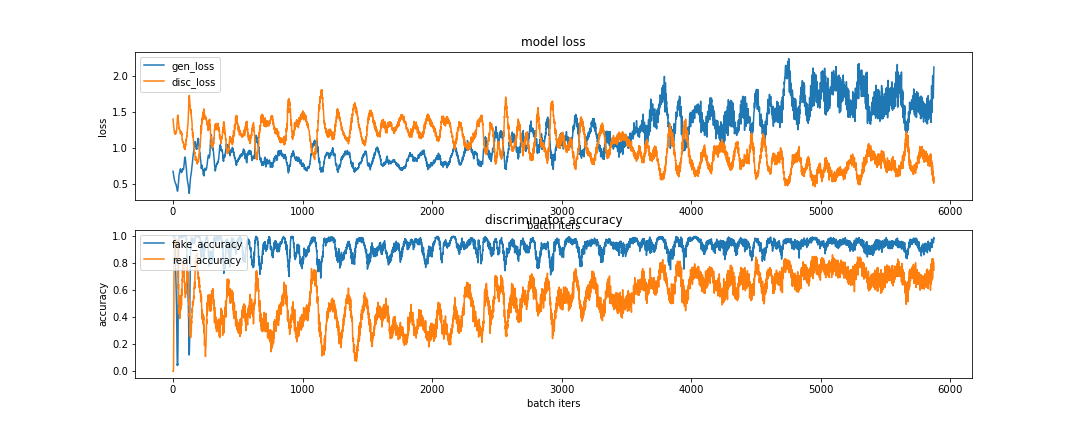 model loss
gen_loss
disc_loss
loss
2.0
1.5
1.0
0.5
0 1000 2000 3000 4000 5000 6000
batch iters
discriminator accuracy
fake_accuracy
real_accuracy
accuracy
1.0
0.8
0.6
0.4
0.2
0.0
0 1000 2000 3000 4000 5000 6000
batch iters